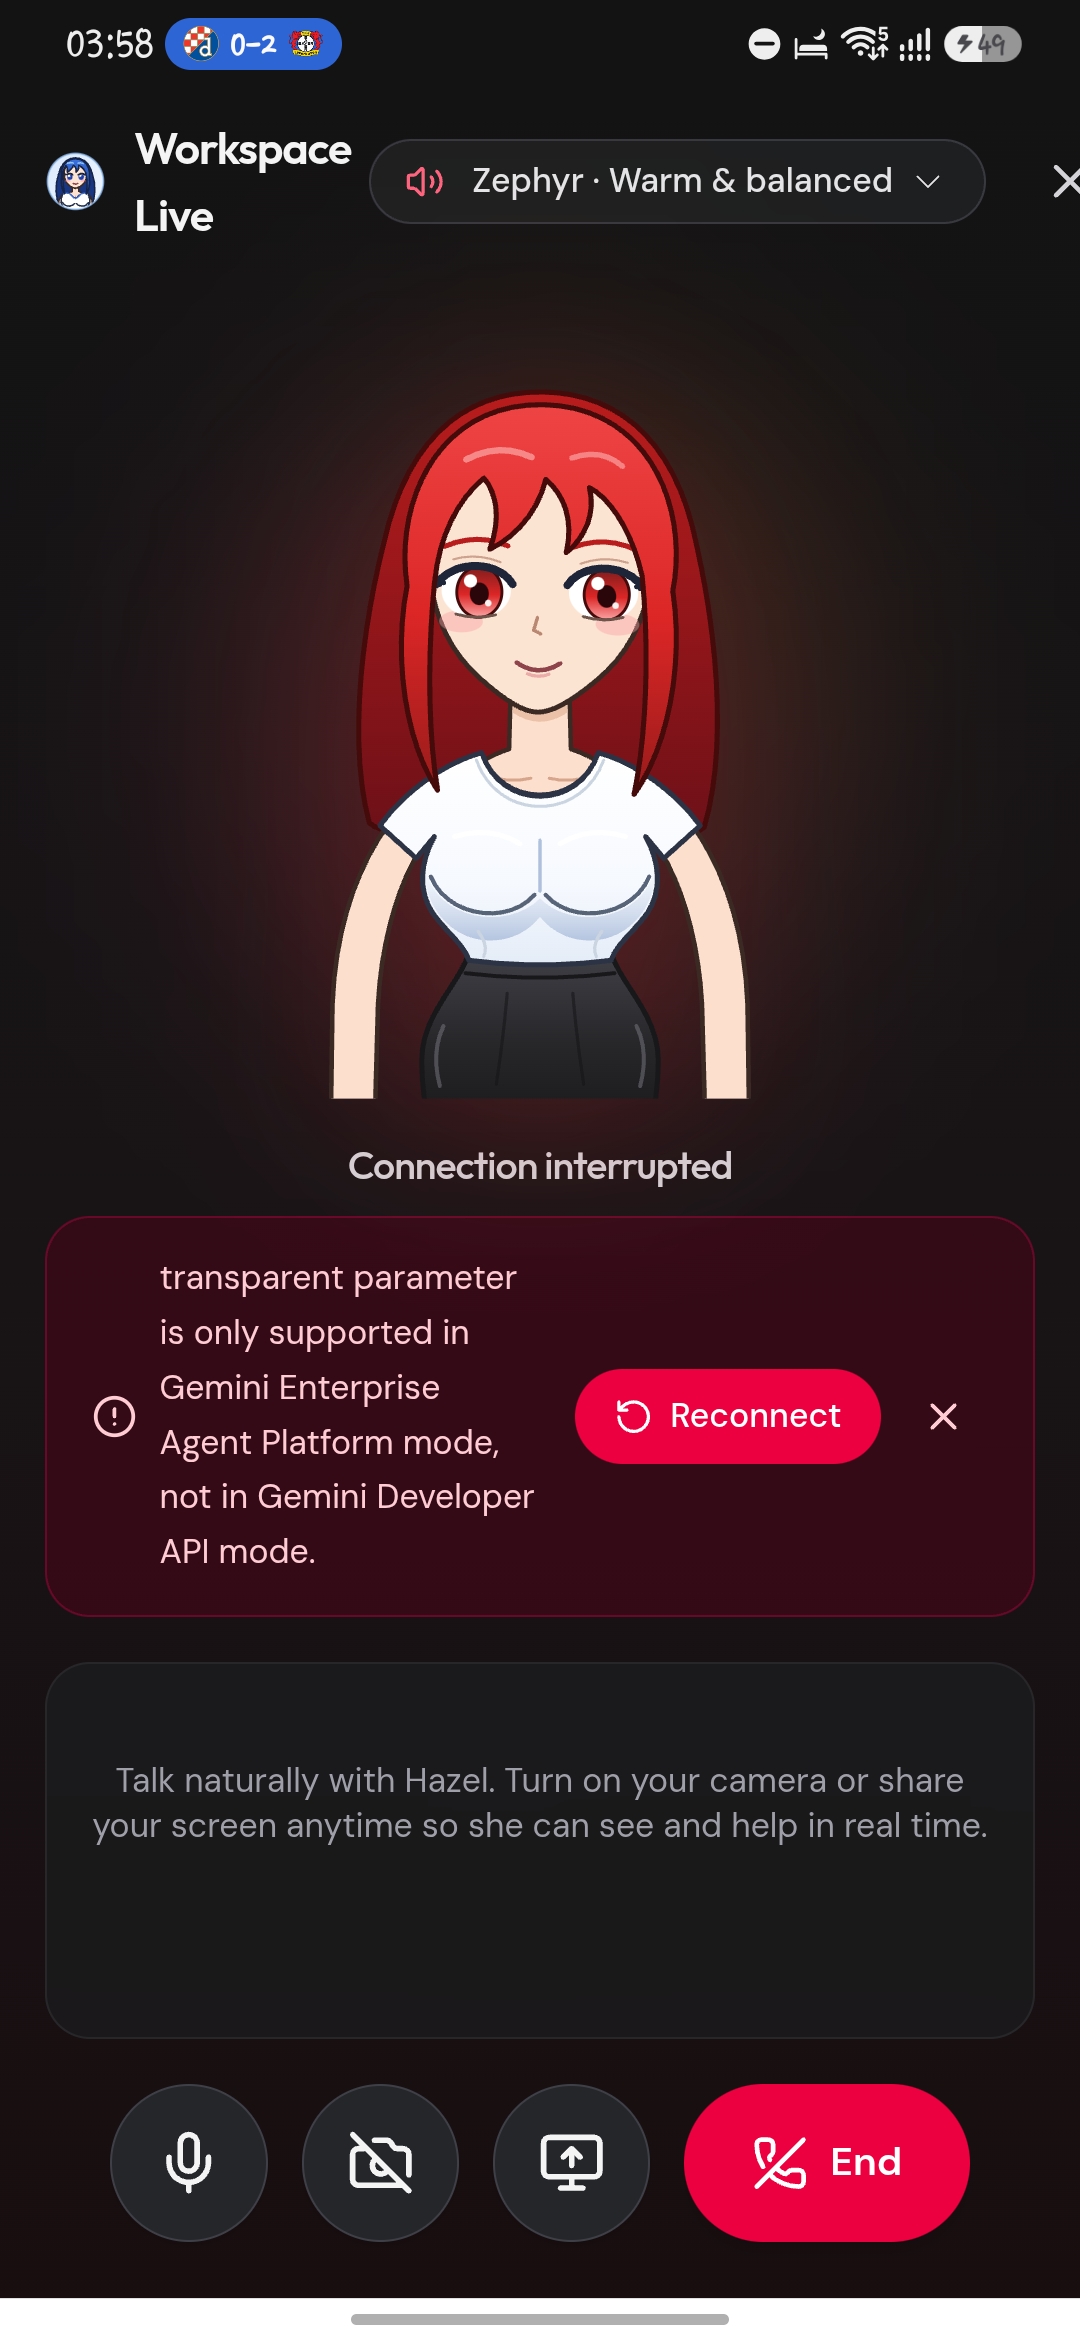 03:58
0-2
5
49
Workspace
Live
Zephyr · Warm & balanced
Connection interrupted
transparent parameter
is only supported in
Gemini Enterprise
Agent Platform mode,
not in Gemini Developer
API mode.
Reconnect
Talk naturally with Hazel. Turn on your camera or share
your screen anytime so she can see and help in real time.
End